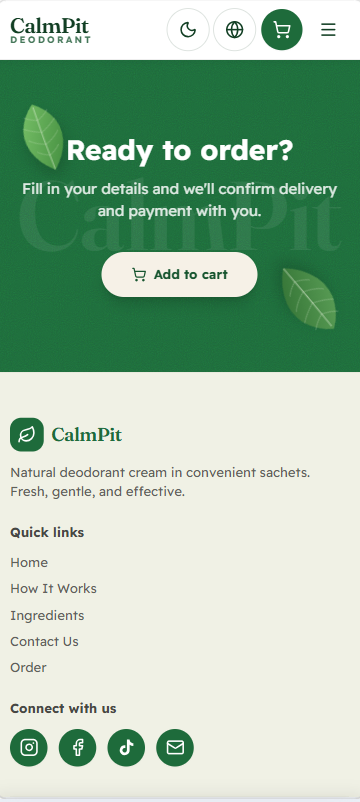 CalmPit
DEODORANT
Ready to order?
Fill in your details and we'll confirm delivery
and payment with you.
CalmPit
Add to cart
CalmPit
Natural deodorant cream in convenient sachets.
Fresh, gentle, and effective.
Quick links
Home
How It Works
Ingredients
Contact Us
Order
Connect with us